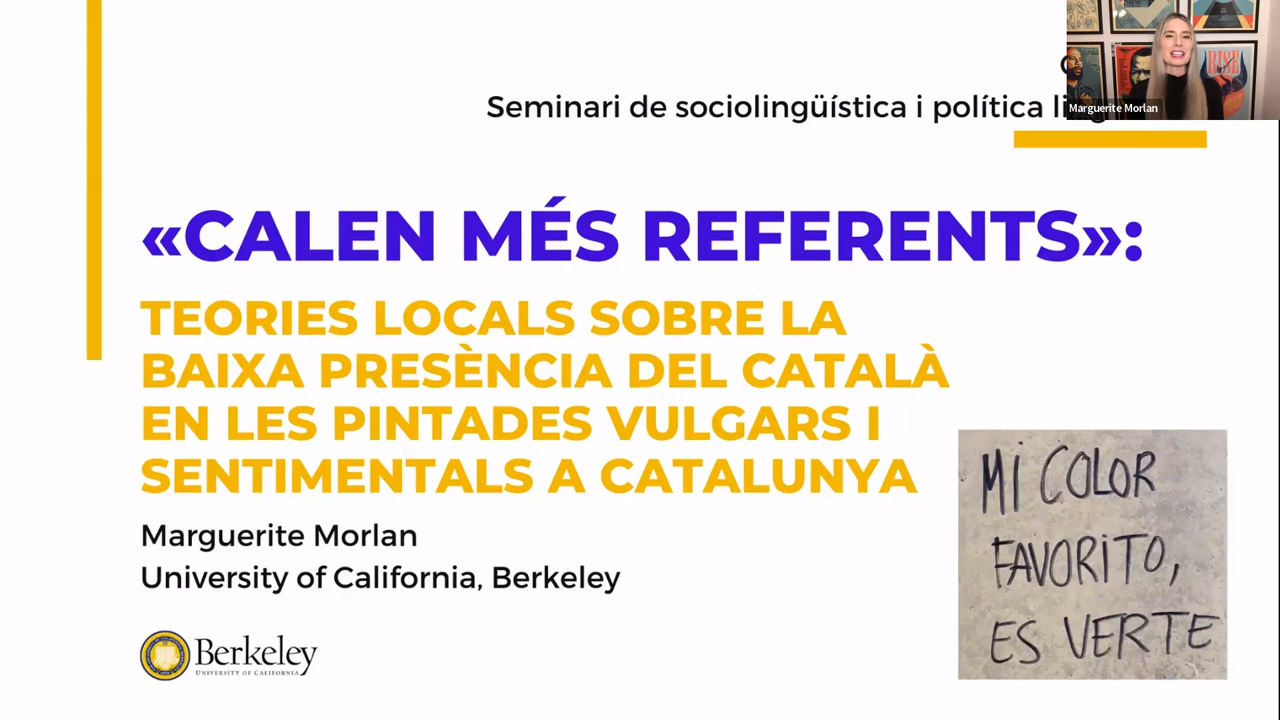 Seminari de sociolingüística i política
Marguerite Morlan
RISE
«CALEN MÉS REFERENTS»:
TEORIES LOCALS SOBRE LA
BAIXA PRESÈNCIA DEL CATALÀ
EN LES PINTADES VULGARS I
SENTIMENTALS A CATALUNYA
Marguerite Morlan
University of California, Berkeley
Berkeley
UNIVERSITY OF CALIFORNIA
MI COLOR
FAVORITO,
ES VERTE